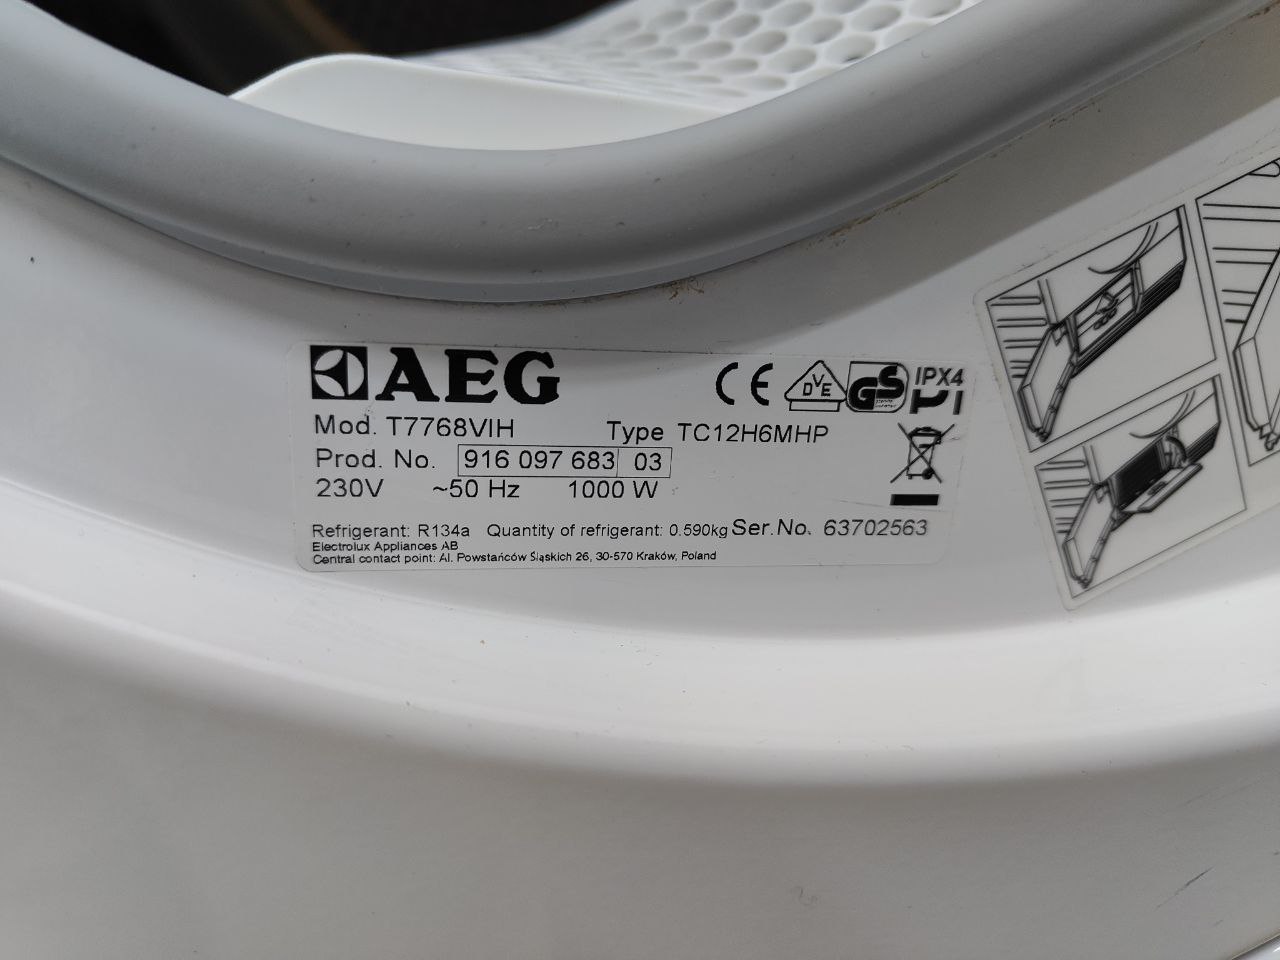 AEG
CE DVE GS IPX4
Mod. T7768VIH Type TC12H6MHP
Prod. No. 916 097 683 03
230V ~50 Hz 1000 W
Refrigerant: R134a Quantity of refrigerant: 0.590kg Ser.No. 63702563
Electrolux Appliances AB
Central contact point: Al. Powstańców Śląskich 26, 30-570 Kraków, Poland